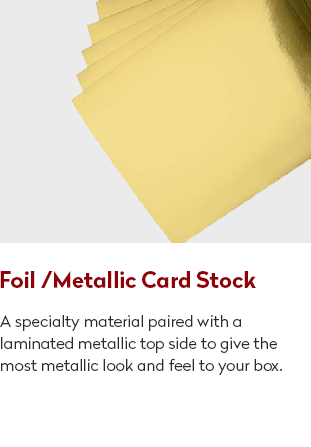 Foil /Metallic Card Stock
A specialty material paired with a
laminated metallic top side to give the
most metallic look and feel to your box.